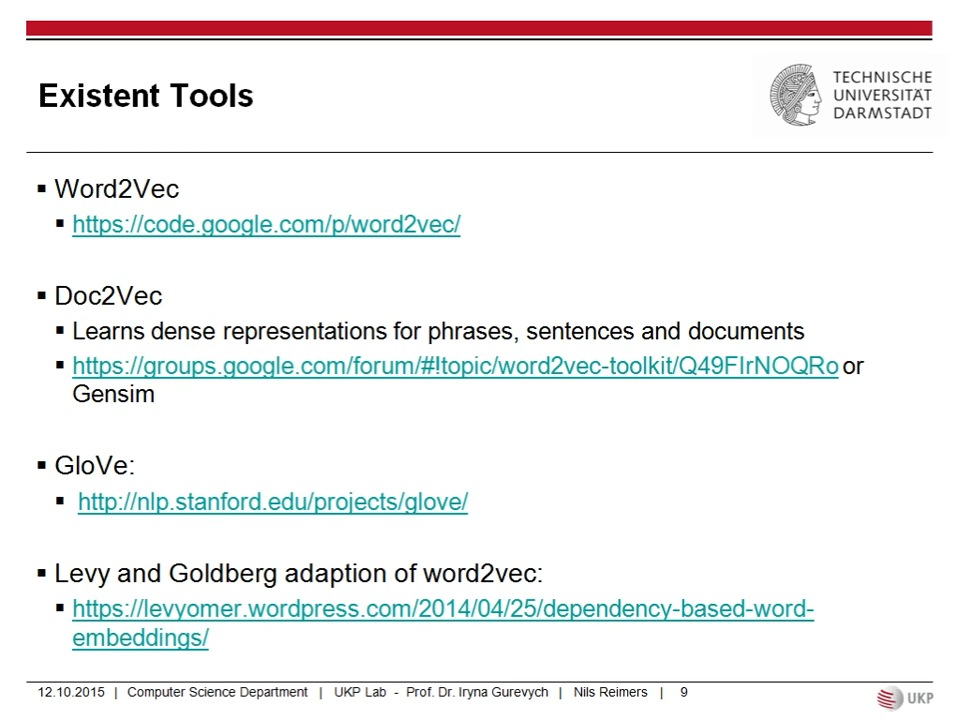 Existent Tools
TECHNISCHE
UNIVERSITÄT
DARMSTADT
▪ Word2Vec
▪ https://code.google.com/p/word2vec/
▪ Doc2Vec
▪ Learns dense representations for phrases, sentences and documents
▪ https://groups.google.com/forum/#!topic/word2vec-toolkit/Q49FIrNOQRo or
Gensim
▪ GloVe:
▪ http://nlp.stanford.edu/projects/glove/
▪ Levy and Goldberg adaption of word2vec:
▪ https://levyomer.wordpress.com/2014/04/25/dependency-based-word-
embeddings/
12.10.2015 | Computer Science Department | UKP Lab - Prof. Dr. Iryna Gurevych | Nils Reimers | 9
UKP